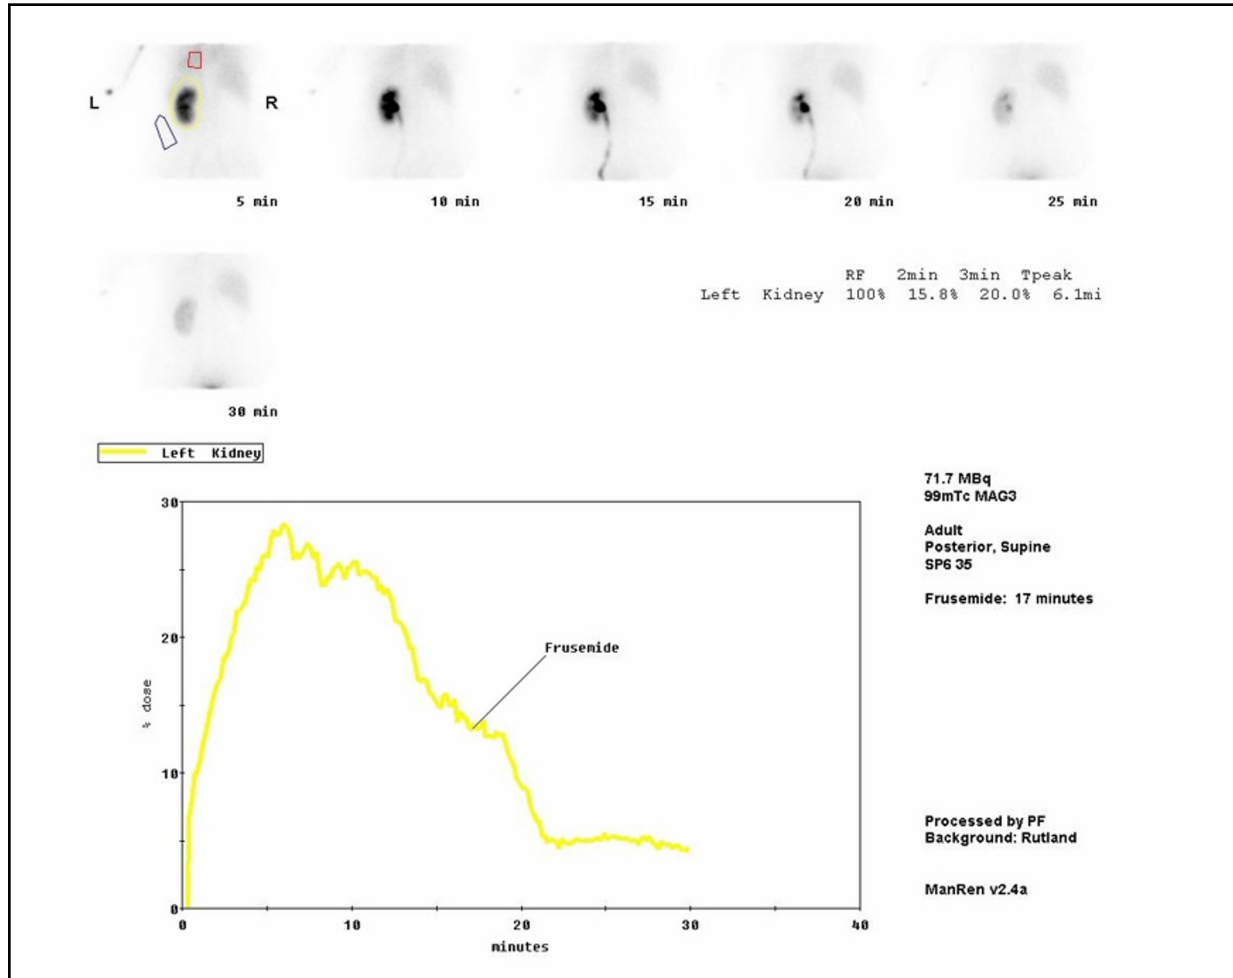 L R
5 min 10 min 15 min 20 min 25 min
30 min
RF 2min 3min Tpeak
Left Kidney 100% 15.8% 20.0% 6.1mi
Left Kidney
71.7 MBq
99mTc MAG3
Adult
Posterior, Supine
SP6 35
Frusemide: 17 minutes
30
20
10
0
% dose
Frusemide
0 10 20 30 40
minutes
Processed by PF
Background: Rutland
ManRen v2.4a